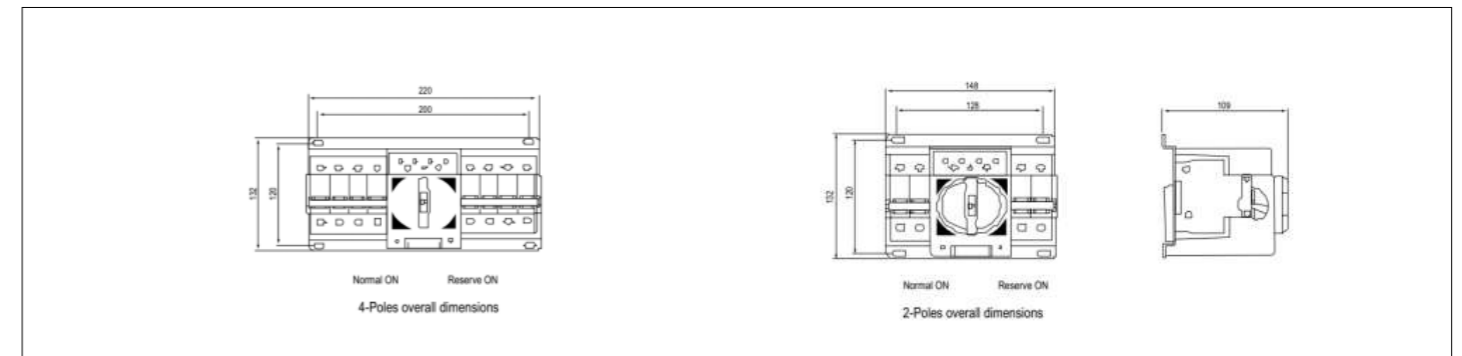 220
200
132
120
Normal ON Reserve ON
4-Poles overall dimensions
148
128
132
120
Normal ON Reserve ON
2-Poles overall dimensions
109